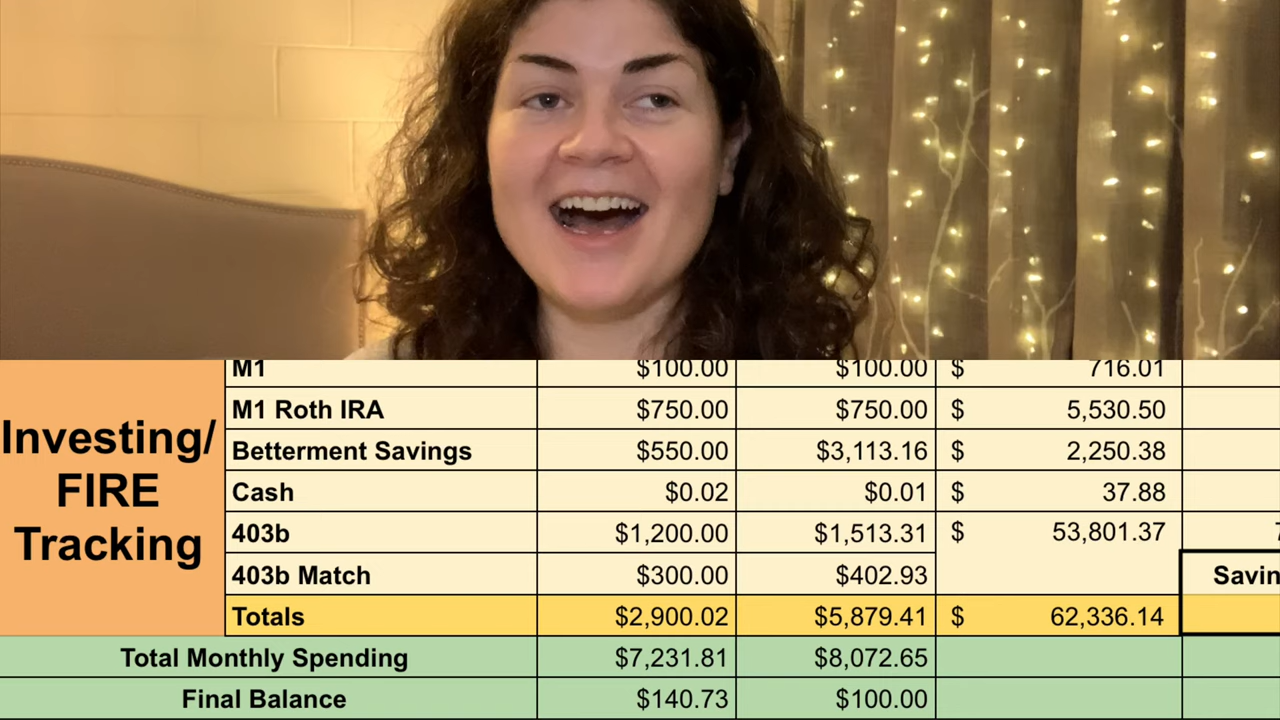 M1 $100.00 $100.00 $ 716.01
Investing/
FIRE
Tracking
M1 Roth IRA $750.00 $750.00 $ 5,530.50
Betterment Savings $550.00 $3,113.16 $ 2,250.38
Cash $0.02 $0.01 $ 37.88
403b $1,200.00 $1,513.31 $ 53,801.37
403b Match $300.00 $402.93 Savin
Totals $2,900.02 $5,879.41 $ 62,336.14
Total Monthly Spending $7,231.81 $8,072.65
Final Balance $140.73 $100.00